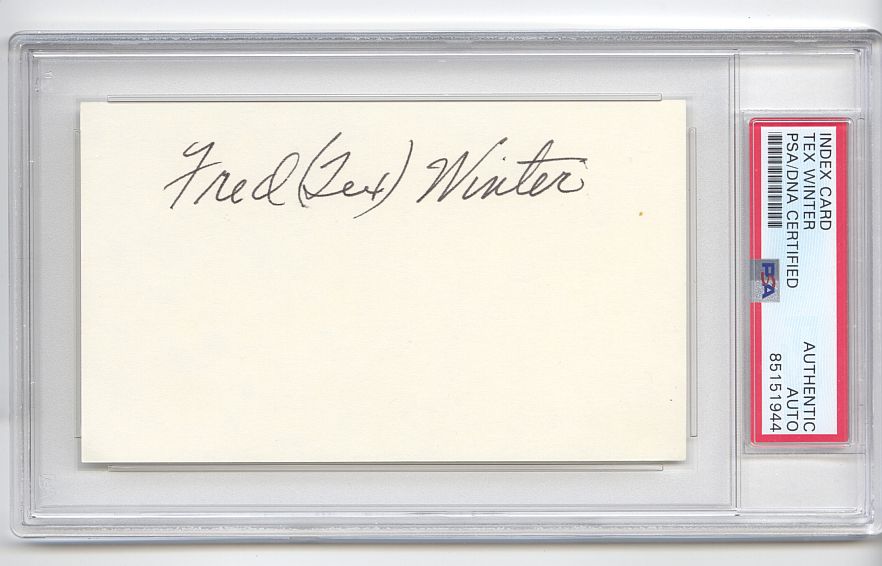 Fred (Tex) Winter
INDEX CARD
TEX WINTER
PSA/DNA CERTIFIED
PSA
AUTHENTIC
AUTO
85151944